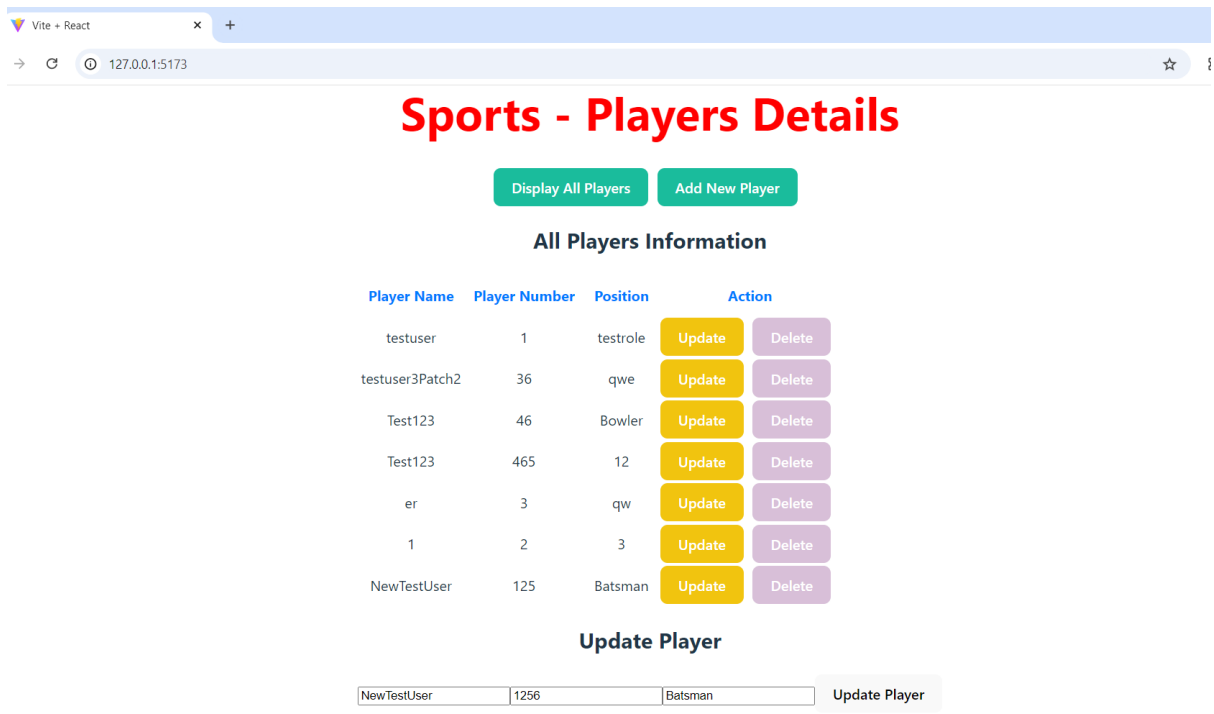 Vite + React
127.0.0.1:5173
Sports - Players Details
Display All Players Add New Player
All Players Information
Player Name Player Number Position Action
testuser 1 testrole Update Delete
testuser3Patch2 36 qwe Update Delete
Test123 46 Bowler Update Delete
Test123 465 12 Update Delete
er 3 qw Update Delete
1 2 3 Update Delete
NewTestUser 125 Batsman Update Delete
Update Player
NewTestUser 1256 Batsman Update Player